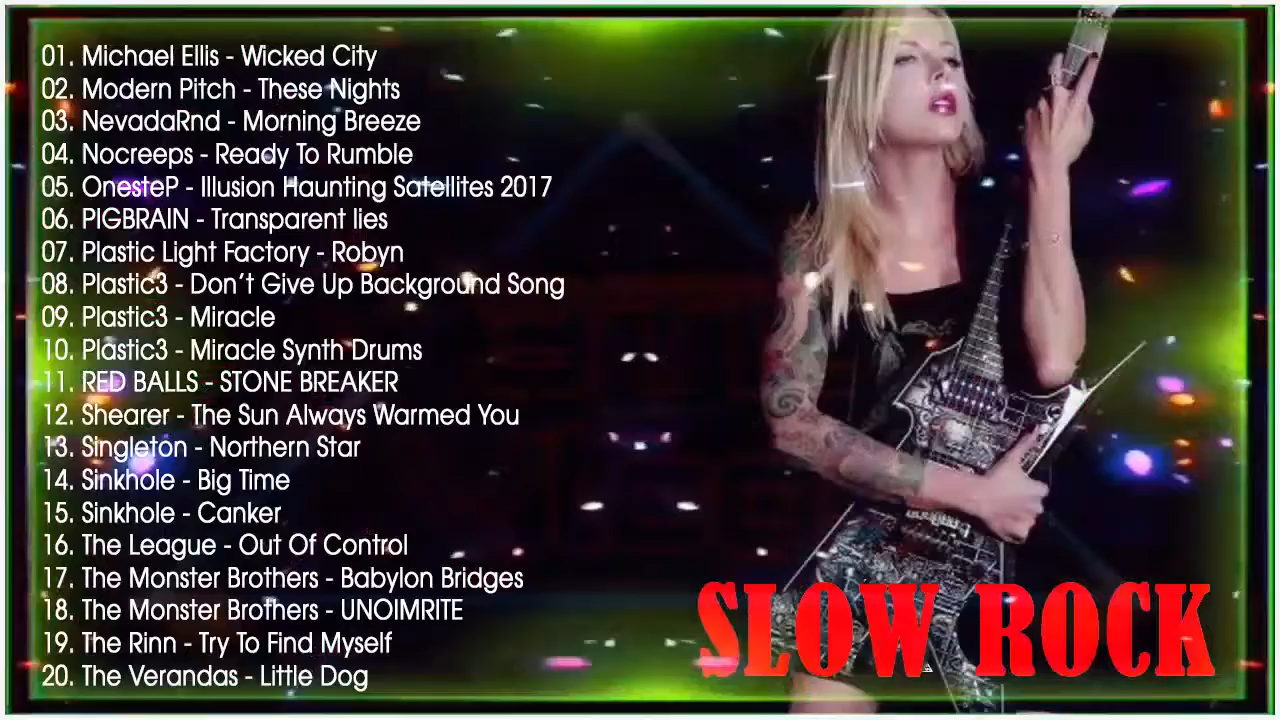 01. Michael Ellis - Wicked City
02. Modern Pitch - These Nights
03. NevadaRnd - Morning Breeze
04. Nocreeps - Ready To Rumble
05. OnesteP - Illusion Haunting Satellites 2017
06. PIGBRAIN - Transparent lies
07. Plastic Light Factory - Robyn
08. Plastic3 - Don’t Give Up Background Song
09. Plastic3 - Miracle
10. Plastic3 - Miracle Synth Drums
11. RED BALLS - STONE BREAKER
12. Shearer - The Sun Always Warmed You
13. Singleton - Northern Star
14. Sinkhole - Big Time
15. Sinkhole - Canker
16. The League - Out Of Control
17. The Monster Brothers - Babylon Bridges
18. The Monster Brothers - UNOIMRITE
19. The Rinn - Try To Find Myself
20. The Verandas - Little Dog
SLOW ROCK